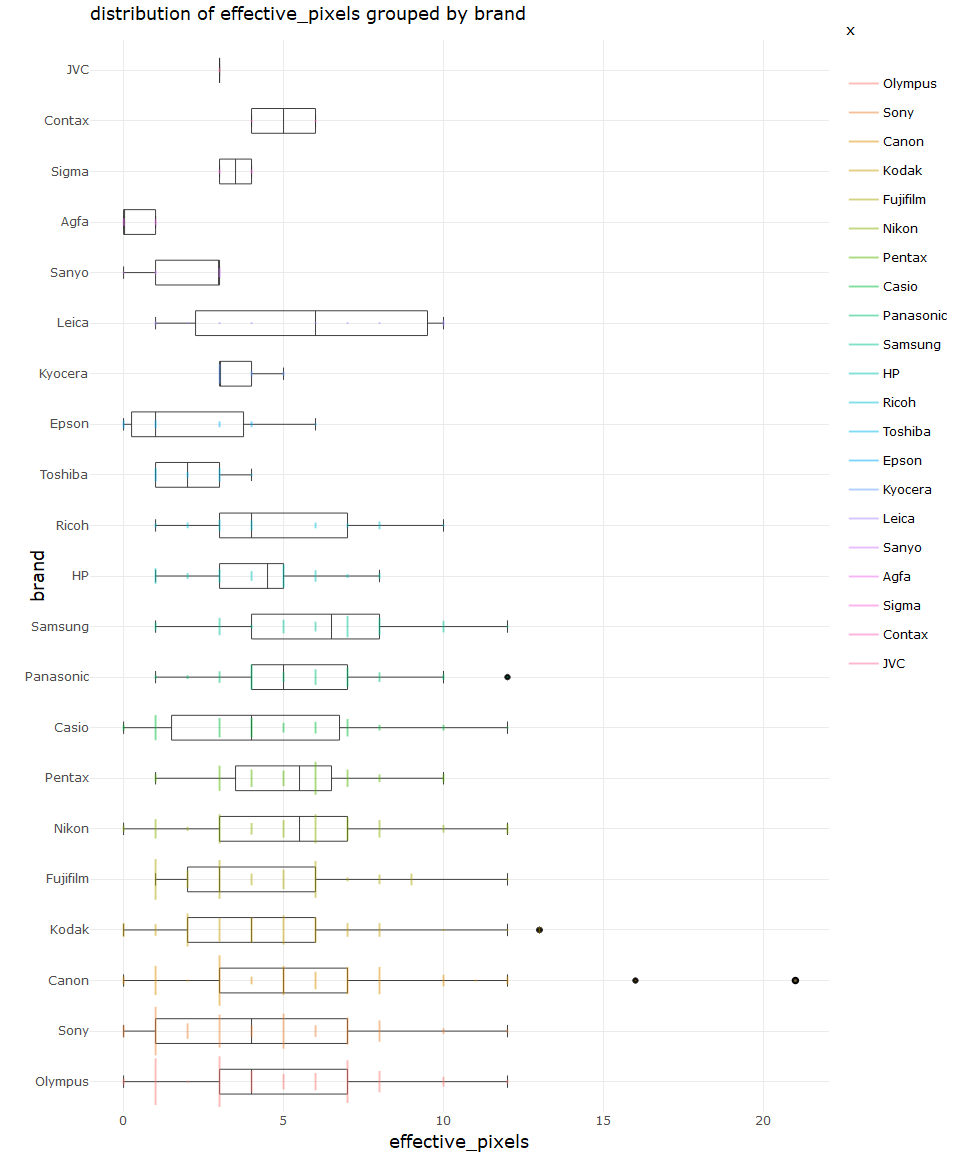 distribution of effective_pixels grouped by brand
x
JVC
Contax
Sigma
Agfa
Sanyo
Leica
Kyocera
Epson
Toshiba
Ricoh
HP
Samsung
Panasonic
Casio
Pentax
Nikon
Fujifilm
Kodak
Canon
Sony
Olympus
brand
0 5 10 15 20
effective_pixels
Olympus
Sony
Canon
Kodak
Fujifilm
Nikon
Pentax
Casio
Panasonic
Samsung
HP
Ricoh
Toshiba
Epson
Kyocera
Leica
Sanyo
Agfa
Sigma
Contax
JVC